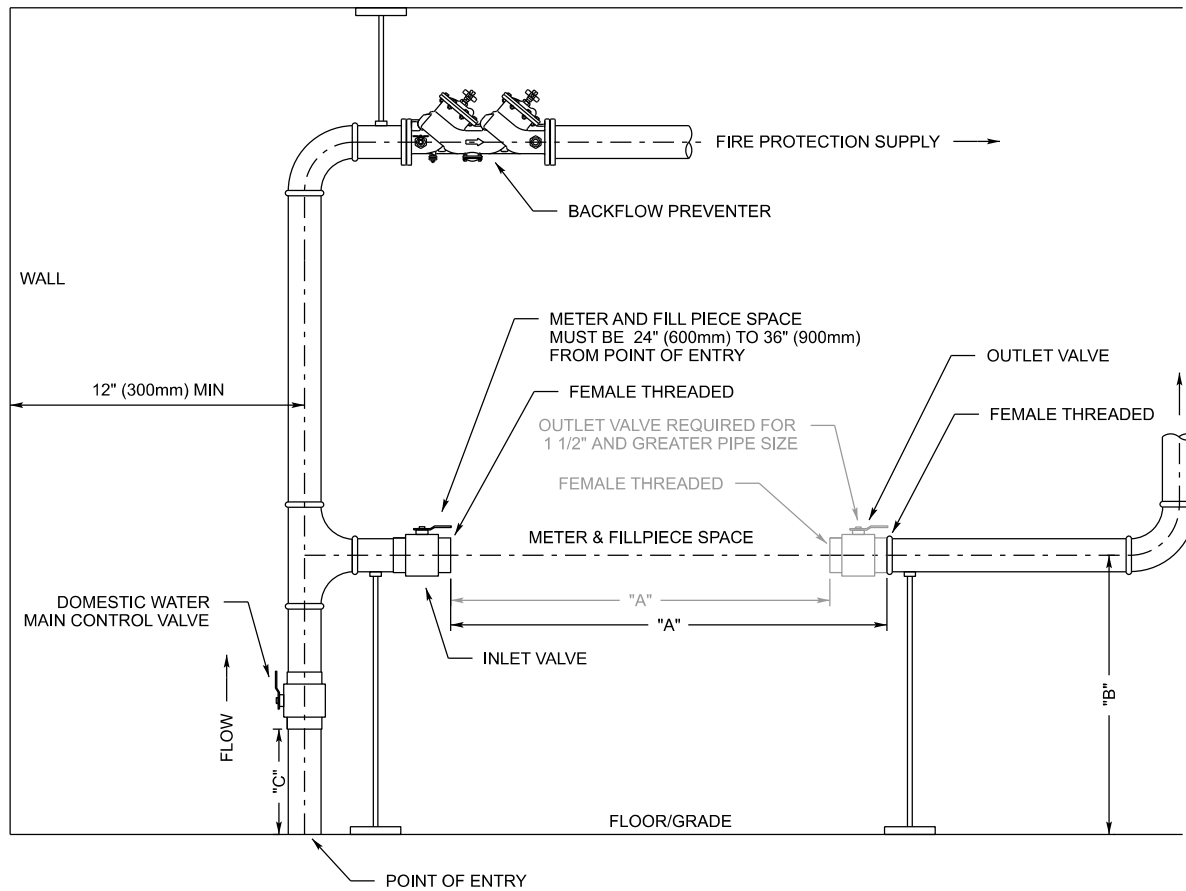 FIRE PROTECTION SUPPLY
BACKFLOW PREVENTER
WALL
METER AND FILL PIECE SPACE
MUST BE 24" (600mm) TO 36" (900mm)
FROM POINT OF ENTRY
OUTLET VALVE
12" (300mm) MIN
FEMALE THREADED
FEMALE THREADED
OUTLET VALVE REQUIRED FOR
1 1/2" AND GREATER PIPE SIZE
FEMALE THREADED
METER & FILLPIECE SPACE
"A"
"A"
DOMESTIC WATER
MAIN CONTROL VALVE
INLET VALVE
FLOW
"B"
"C"
FLOOR/GRADE
POINT OF ENTRY